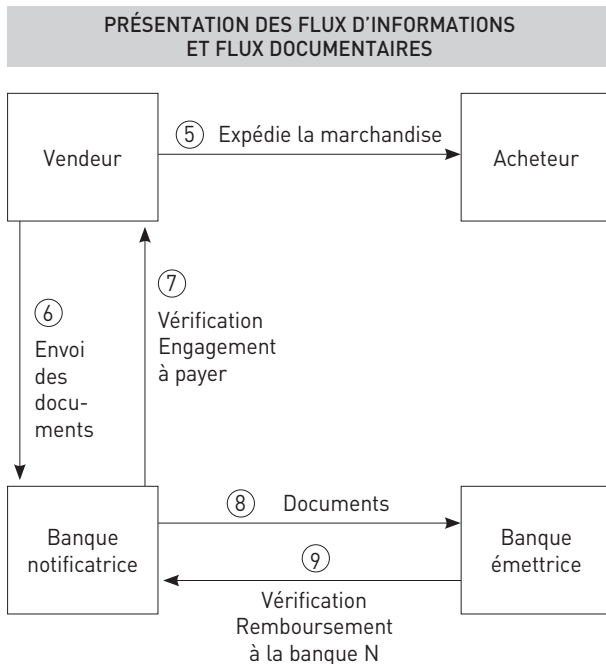 PRÉSENTATION DES FLUX D'INFORMATIONS
ET FLUX DOCUMENTAIRES
Vendeur
5 Expédie la marchandise
Acheteur
6
Envoi
des
docu-
ments
7
Vérification
Engagement
à payer
Banque
notificatrice
8 Documents
9
Vérification
Remboursement
à la banque N
Banque
émettrice